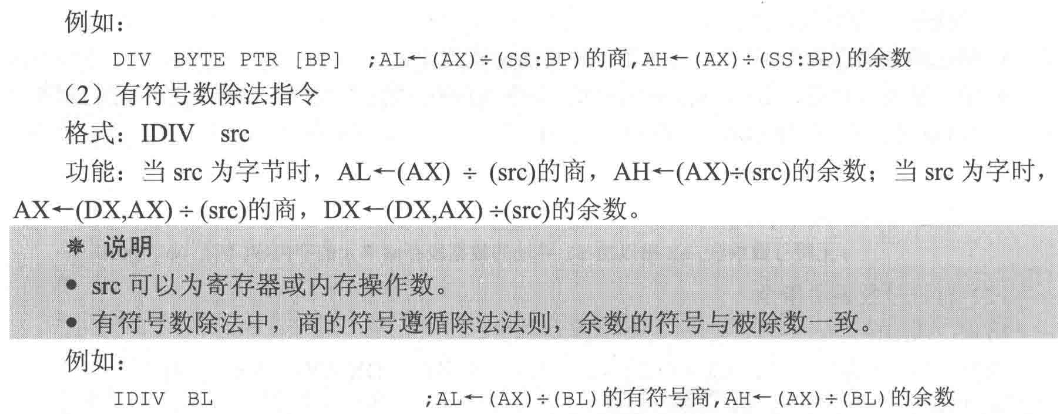 例如：
DIV BYTE PTR [BP] ;AL←(AX)÷(SS:BP)的商,AH←(AX)÷(SS:BP)的余数
（2）有符号数除法指令
格式：IDIV src
功能：当 src 为字节时，AL←(AX) ÷ (src)的商，AH←(AX)÷(src)的余数；当 src 为字时，
AX←(DX,AX) ÷ (src)的商，DX←(DX,AX) ÷(src)的余数。
✵ 说明
● src 可以为寄存器或内存操作数。
● 有符号数除法中，商的符号遵循除法法则，余数的符号与被除数一致。
例如：
IDIV BL ;AL←(AX)÷(BL)的有符号商,AH←(AX)÷(BL)的余数